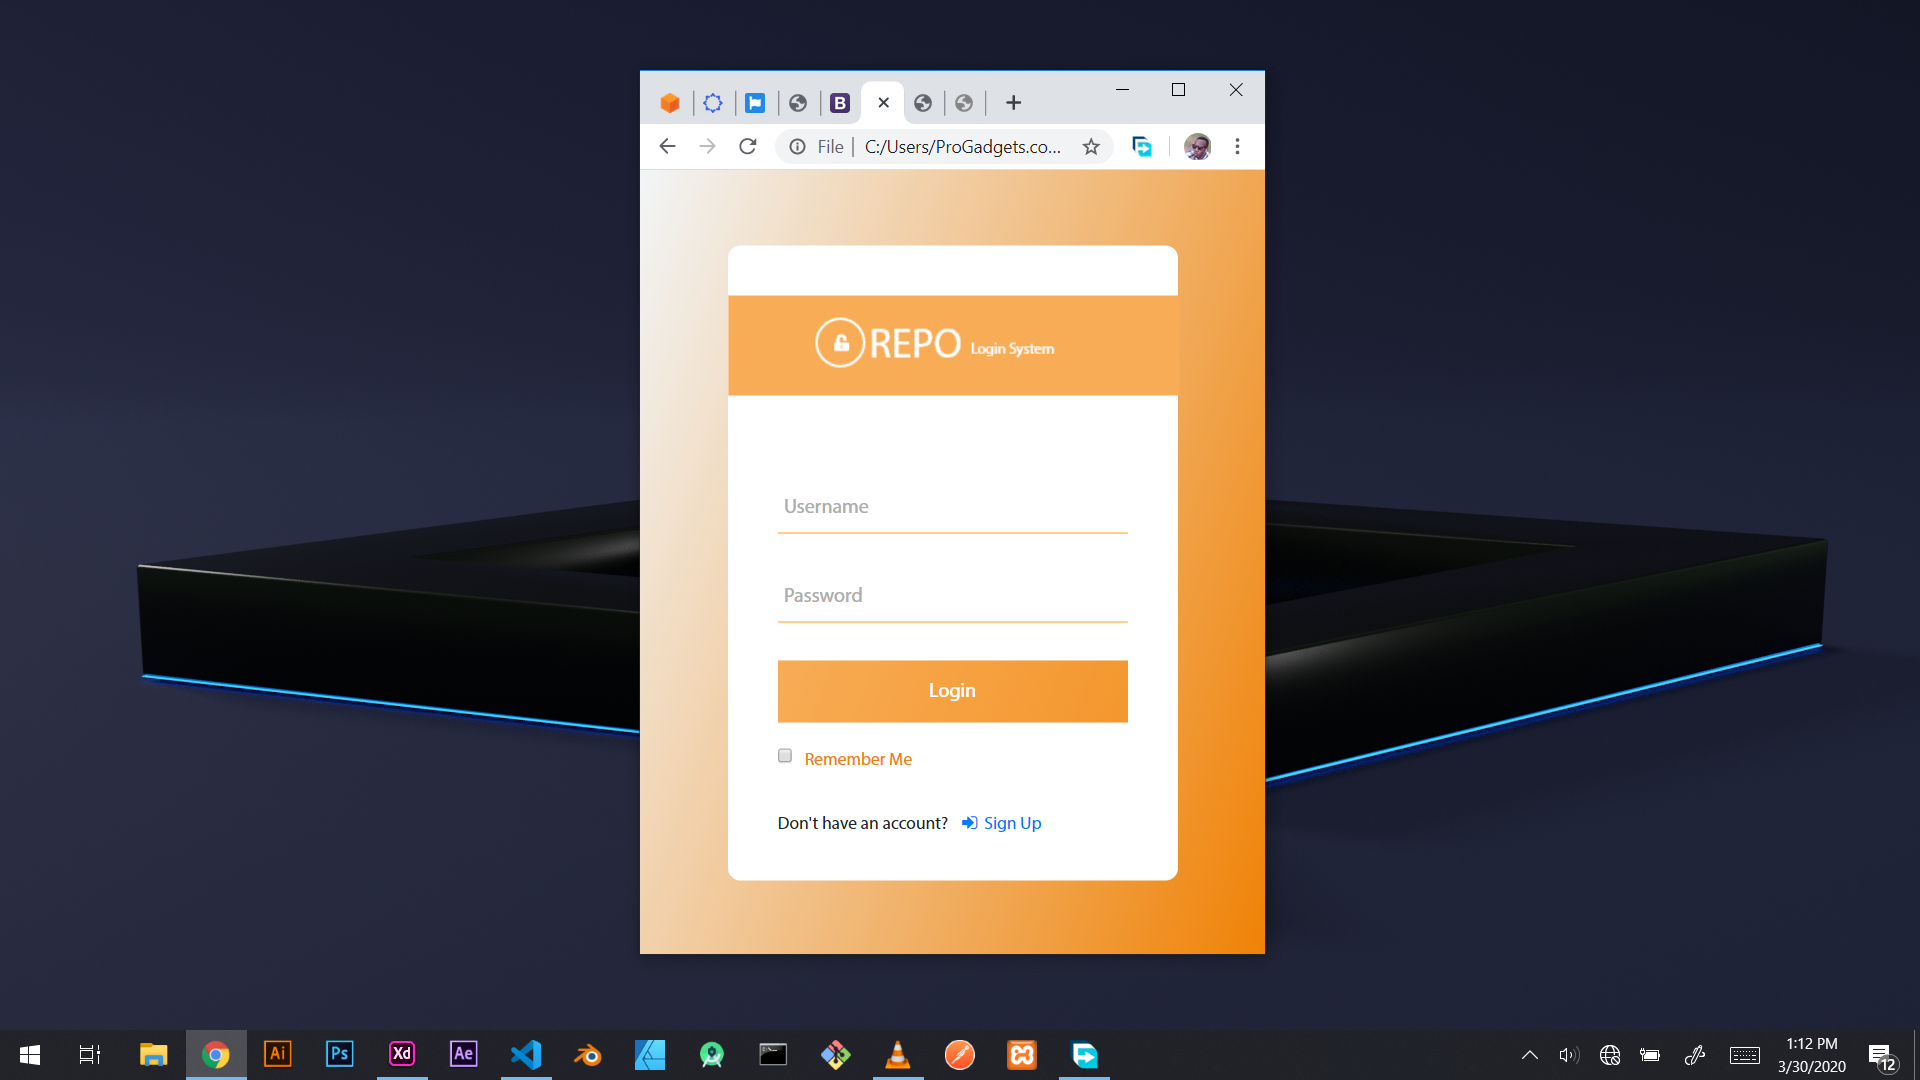 B
File C:/Users/ProGadgets.co...
REPO Login System
Username
Password
Login
Remember Me
Don't have an account? Sign Up
Ai Ps Xd Ae
1:12 PM
3/30/2020
12